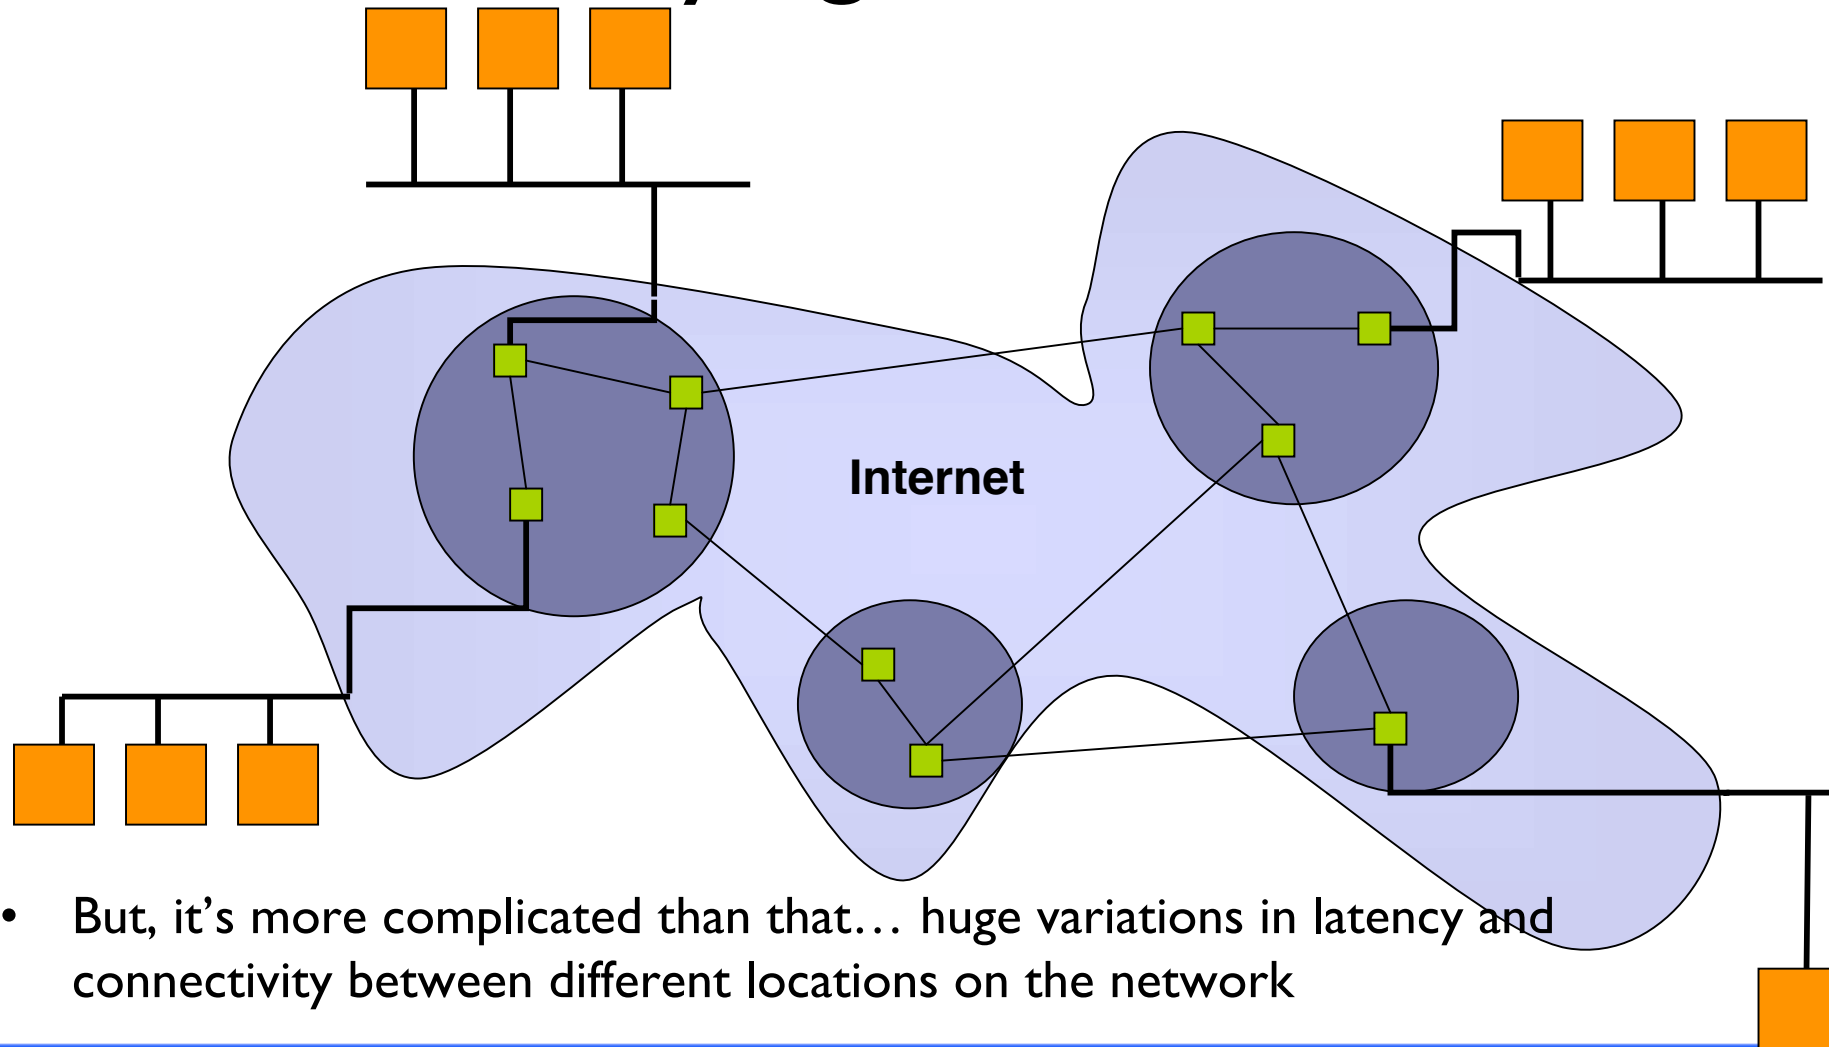 Internet
• But, it’s more complicated than that… huge variations in latency and
connectivity between different locations on the network